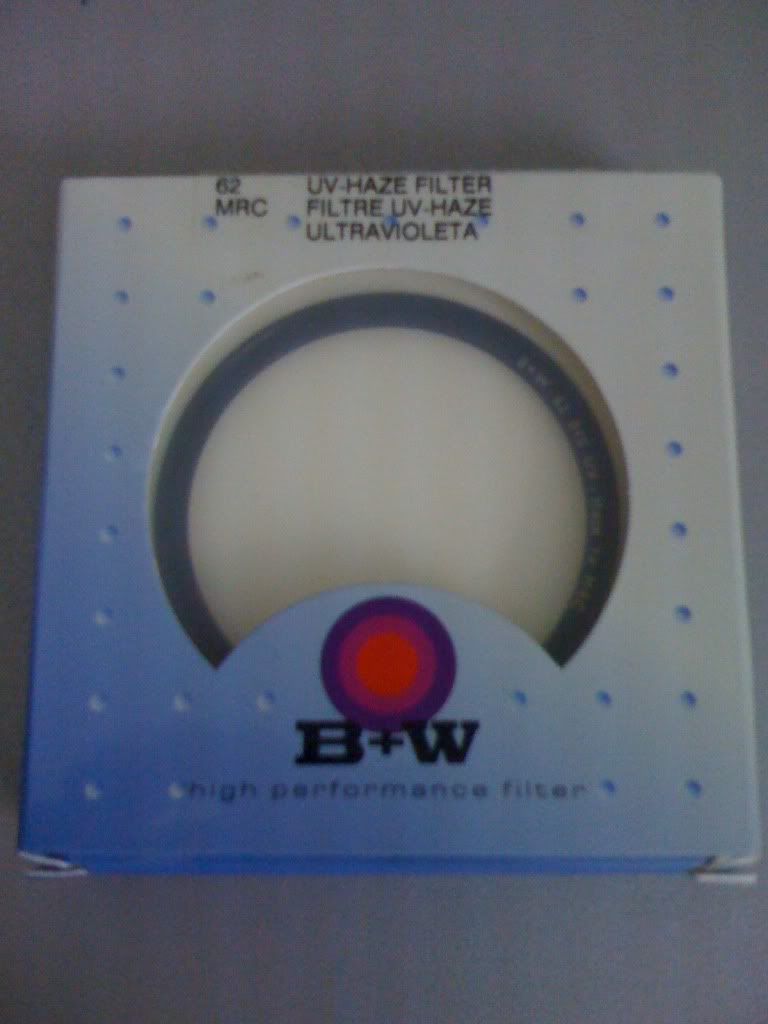 62 UV-HAZE FILTER
MRC FILTRE UV-HAZE
ULTRAVIOLETA
B+W
B+W
high performance filter